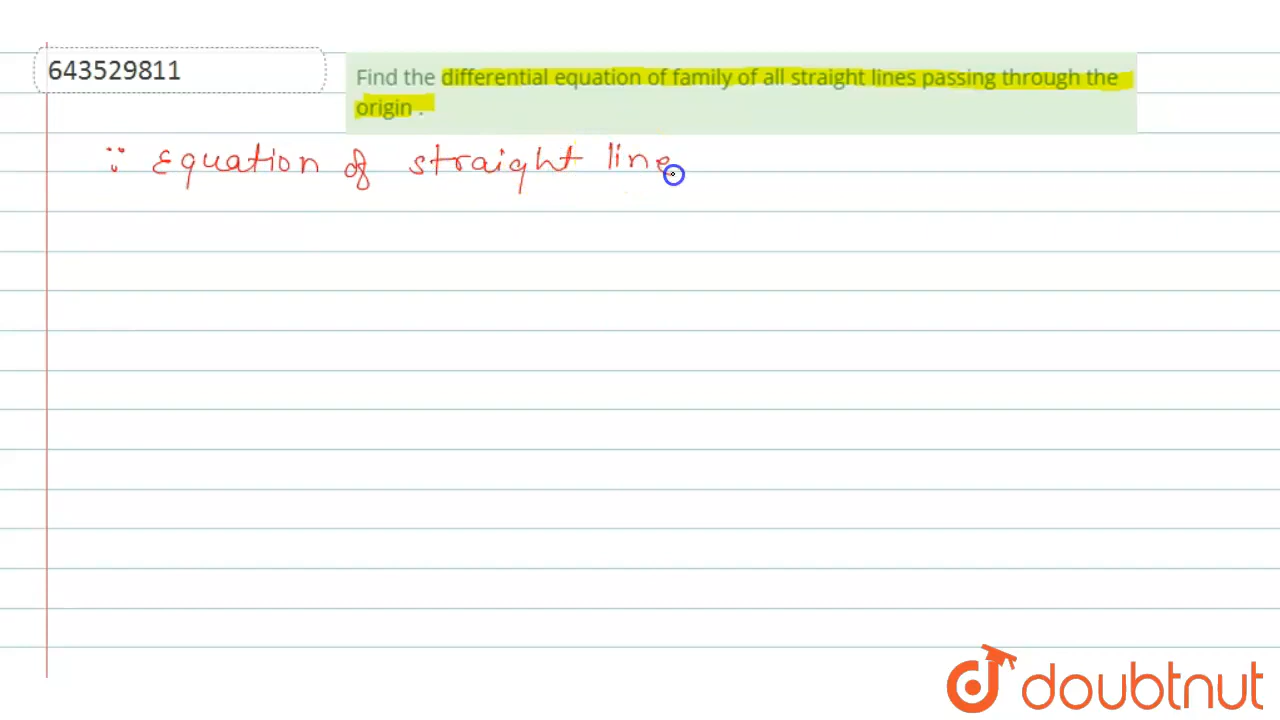 643529811
Find the differential equation of family of all straight lines passing through the
origin .
∵ Equation of straight line
doubtnut